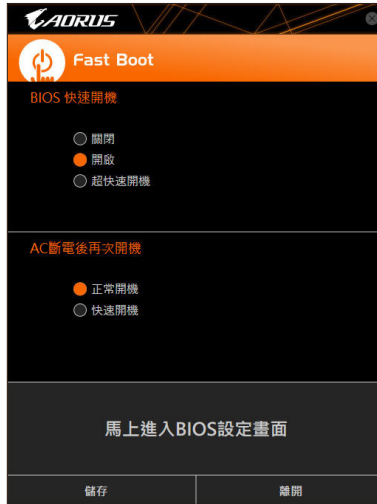 AORUS
Fast Boot
BIOS 快速開機
關閉
開啟
超快速開機
AC斷電後再次開機
正常開機
快速開機
馬上進入BIOS設定畫面
儲存
離開